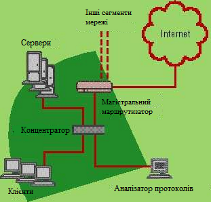 Інші сегменти
мережі
Internet
Сервери
Магістральний
маршрутизатор
Концентратор
Клієнти
Аналізатор протоколів